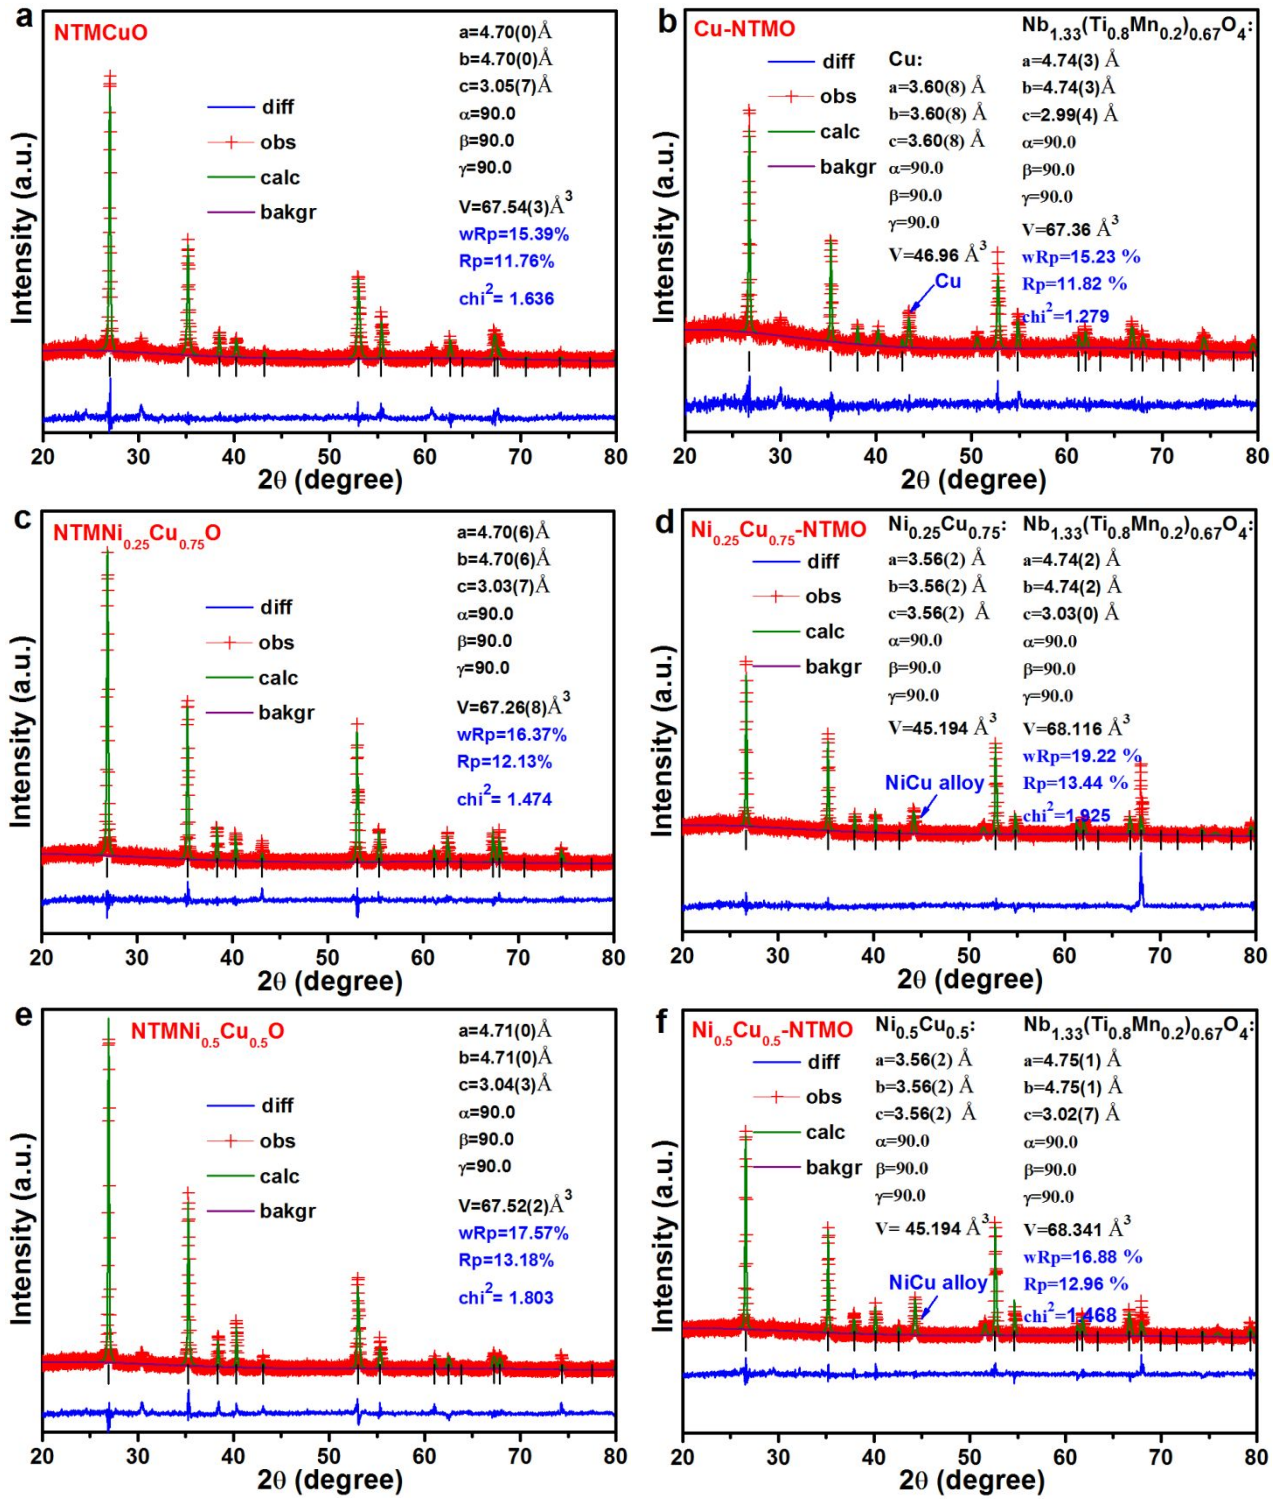 a
NTMCuO
a=4.70(0)Å
b=4.70(0)Å
c=3.05(7)Å
α=90.0
β=90.0
γ=90.0
V=67.54(3)Å³
wRp=15.39%
Rp=11.76%
chi²= 1.636
diff
obs
calc
bakgr
Intensity (a.u.)
20 30 40 50 60 70 80
2θ (degree)
b
Cu-NTMO
diff
obs
calc
bakgr
Cu:
a=3.60(8) Å
b=3.60(8) Å
c=3.60(8) Å
α=90.0
β=90.0
γ=90.0
V=46.96 Å³
Nb₁.₃₃(Ti₀.₈Mn₀.₂)₀.₆₇O₄:
a=4.74(3) Å
b=4.74(3)Å
c=2.99(4) Å
α=90.0
β=90.0
γ=90.0
V=67.36 Å³
wRp=15.23 %
Rp=11.82 %
chi²=1.279
Cu
Intensity (a.u.)
20 30 40 50 60 70 80
2θ (degree)
c
NTMNi₀.₂₅Cu₀.₇₅O
a=4.70(6)Å
b=4.70(6)Å
c=3.03(7)Å
α=90.0
β=90.0
γ=90.0
V=67.26(8)Å³
wRp=16.37%
Rp=12.13%
chi²= 1.474
diff
obs
calc
bakgr
Intensity (a.u.)
20 30 40 50 60 70 80
2θ (degree)
d
Ni₀.₂₅Cu₀.₇₅-NTMO
diff
obs
calc
bakgr
Ni₀.₂₅Cu₀.₇₅:
a=3.56(2) Å
b=3.56(2) Å
c=3.56(2) Å
α=90.0
β=90.0
γ=90.0
V=45.194 Å³
Nb₁.₃₃(Ti₀.₈Mn₀.₂)₀.₆₇O₄:
a=4.74(2) Å
b=4.74(2) Å
c=3.03(0) Å
α=90.0
β=90.0
γ=90.0
V=68.116 Å³
wRp=19.22 %
Rp=13.44 %
chi²=1.925
NiCu alloy
Intensity (a.u.)
20 30 40 50 60 70 80
2θ (degree)
e
NTMNi₀.₅Cu₀.₅O
a=4.71(0)Å
b=4.71(0)Å
c=3.04(3)Å
α=90.0
β=90.0
γ=90.0
V=67.52(2)Å³
wRp=17.57%
Rp=13.18%
chi²= 1.803
diff
obs
calc
bakgr
Intensity (a.u.)
20 30 40 50 60 70 80
2θ (degree)
f
Ni₀.₅Cu₀.₅-NTMO
diff
obs
calc
bakgr
Ni₀.₅Cu₀.₅:
a=3.56(2) Å
b=3.56(2) Å
c=3.56(2) Å
α=90.0
β=90.0
γ=90.0
V= 45.194 Å³
Nb₁.₃₃(Ti₀.₈Mn₀.₂)₀.₆₇O₄:
a=4.75(1) Å
b=4.75(1) Å
c=3.02(7) Å
α=90.0
β=90.0
γ=90.0
V=68.341 Å³
wRp=16.88 %
Rp=12.96 %
chi²=1.468
NiCu alloy
Intensity (a.u.)
20 30 40 50 60 70 80
2θ (degree)